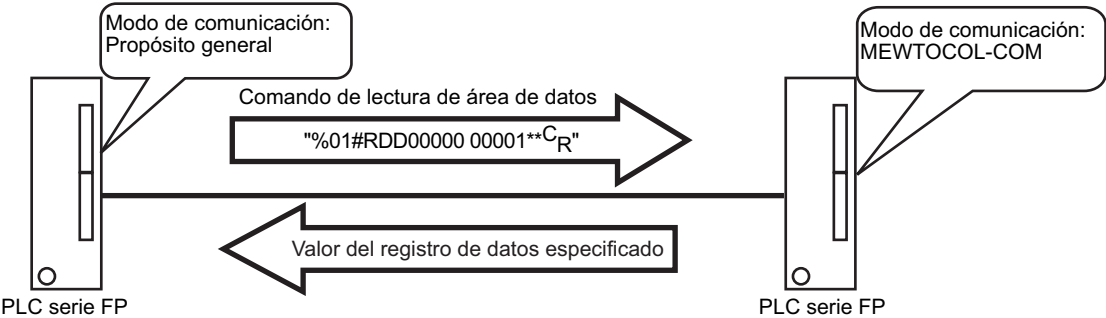 Modo de comunicación:
Propósito general
Modo de comunicación:
MEWTOCOL-COM
Comando de lectura de área de datos
"%01#RDD00000 00001**CR"
Valor del registro de datos especificado
PLC serie FP
PLC serie FP